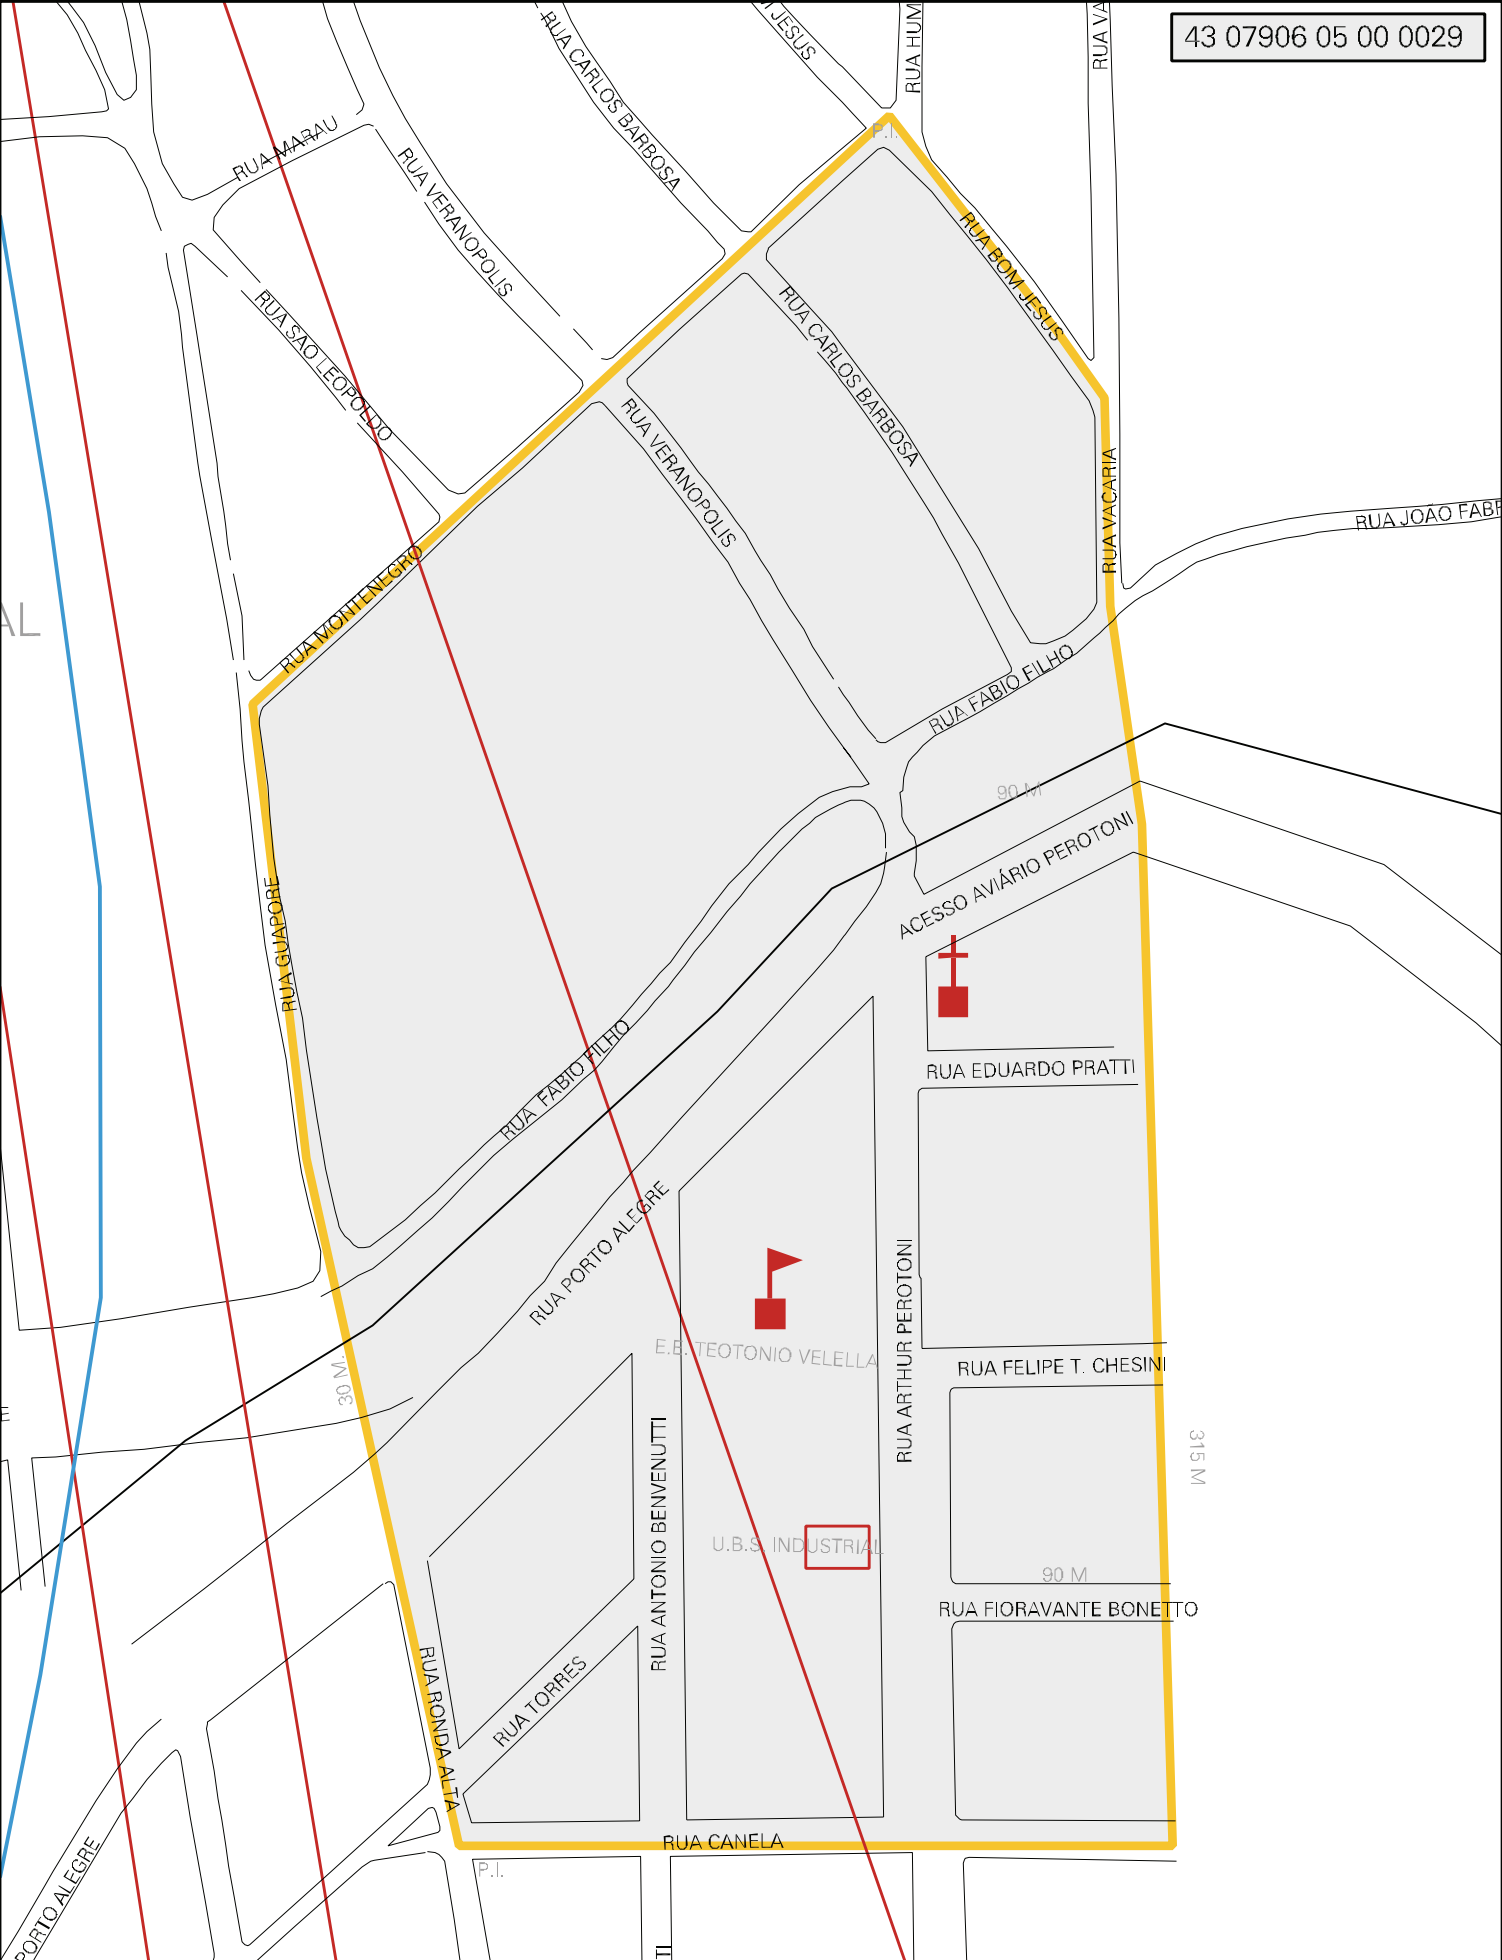 43 07906 05 00 0029
RUA CARLOS BARBOSA
JESUS
RUA HUM
RUA VA
RUA MARAU
P.I.
RUA VERANOPOLIS
RUA BOM JESUS
RUA SAO LEOPOLDO
RUA CARLOS BARBOSA
RUA VERANOPOLIS
RUA VACARIA
RUA JOÃO FABR
RUA MONTENEGRO
AL
RUA FABIO FILHO
90 M
ACESSO AVIÁRIO PEROTONI
RUA GUAPORE
RUA FABIO FILHO
RUA EDUARDO PRATTI
RUA PORTO ALEGRE
RUA ARTHUR PEROTONI
E.E. TEOTONIO VELELLA
RUA FELIPE T. CHESINI
30 M.
E
315 M
RUA ANTONIO BENVENUTTI
U.B.S. INDUSTRIAL
90 M
RUA FIORAVANTE BONETTO
RUA RONDA ALTA
RUA TORRES
RUA CANELA
P.I.
PORTO ALEGRE
TI